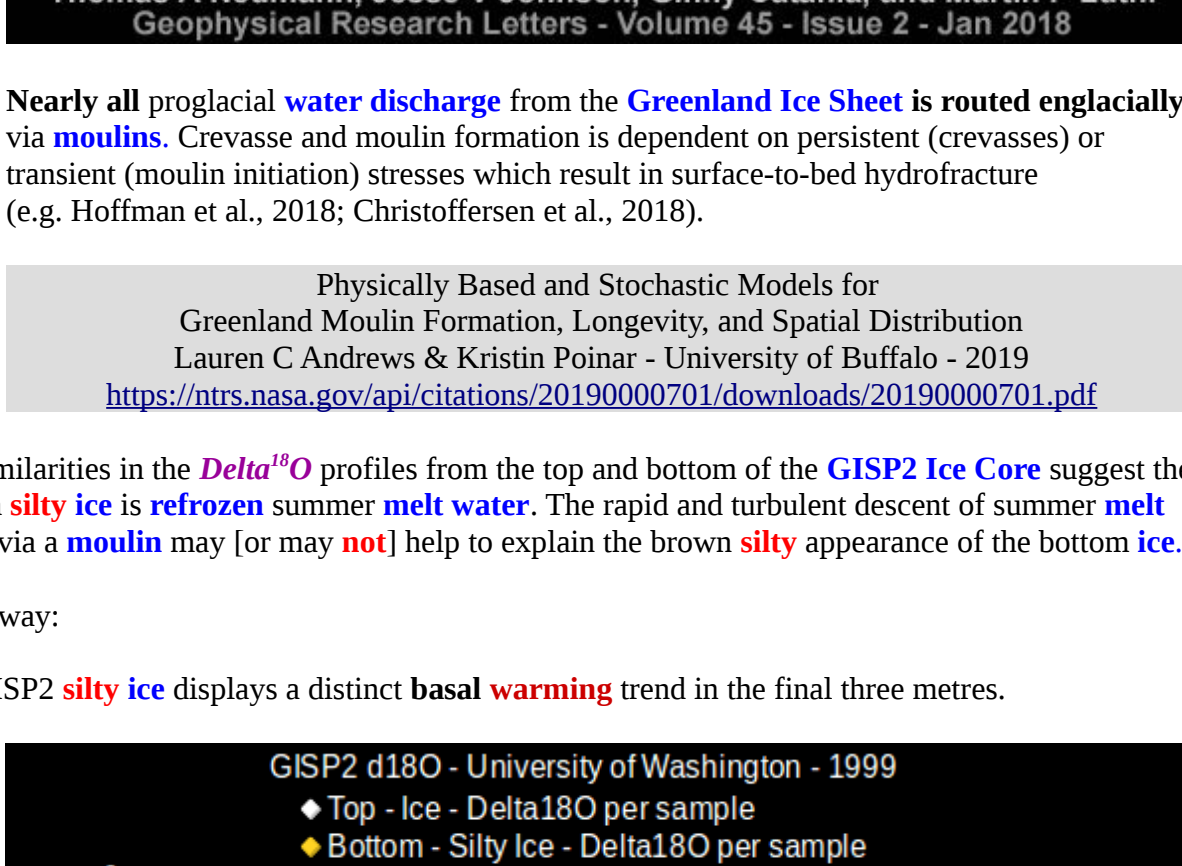 Geophysical Research Letters - Volume 45 - Issue 2 - Jan 2018
Nearly all proglacial water discharge from the Greenland Ice Sheet is routed englacially
via moulins. Crevasse and moulin formation is dependent on persistent (crevasses) or
transient (moulin initiation) stresses which result in surface-to-bed hydrofracture
(e.g. Hoffman et al., 2018; Christoffersen et al., 2018).
Physically Based and Stochastic Models for
Greenland Moulin Formation, Longevity, and Spatial Distribution
Lauren C Andrews & Kristin Poinar - University of Buffalo - 2019
https://ntrs.nasa.gov/api/citations/20190000701/downloads/20190000701.pdf
milarities in the Delta18O profiles from the top and bottom of the GISP2 Ice Core suggest the
silty ice is refrozen summer melt water. The rapid and turbulent descent of summer melt
via a moulin may [or may not] help to explain the brown silty appearance of the bottom ice.
way:
ISP2 silty ice displays a distinct basal warming trend in the final three metres.
GISP2 d18O - University of Washington - 1999
Top - Ice - Delta18O per sample
Bottom - Silty Ice - Delta18O per sample